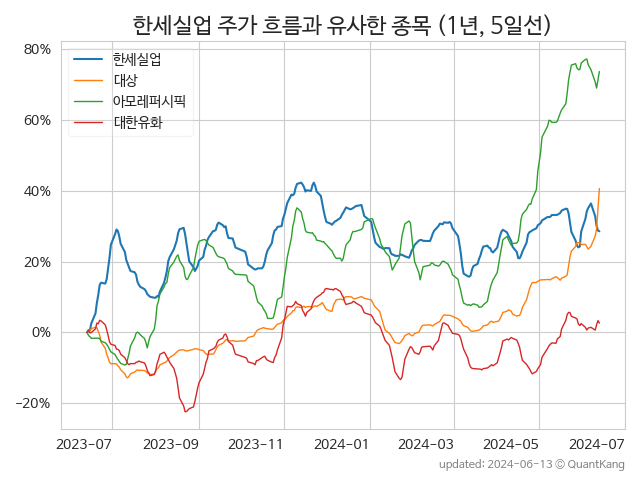 한세실업 주가 흐름과 유사한 종목 (1년, 5일선)
한세실업
대상
아모레퍼시픽
대한유화
80%
60%
40%
20%
0%
−20%
2023-07 2023-09 2023-11 2024-01 2024-03 2024-05 2024-07
updated: 2024-06-13 © QuantKang